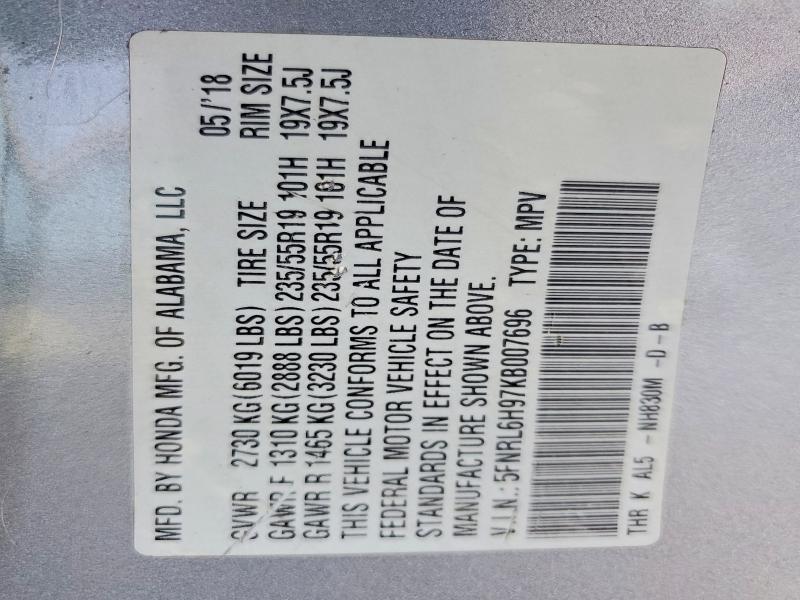 MFD. BY HONDA MFG. OF ALABAMA, LLC 05/'18
GVWR 2730 KG(6019 LBS) TIRE SIZE RIM SIZE
GAWR F 1310 KG(2888 LBS)235/55R19 101H 19X7.5J
GAWR R 1465 KG(3230 LBS)235/55R19 101H 19X7.5J
THIS VEHICLE CONFORMS TO ALL APPLICABLE
FEDERAL MOTOR VEHICLE SAFETY
STANDARDS IN EFFECT ON THE DATE OF
MANUFACTURE SHOWN ABOVE.
V.I.N.: 5FNRL6H97KB007696 TYPE: MPV
THR K AL5 -NH830M -D-B